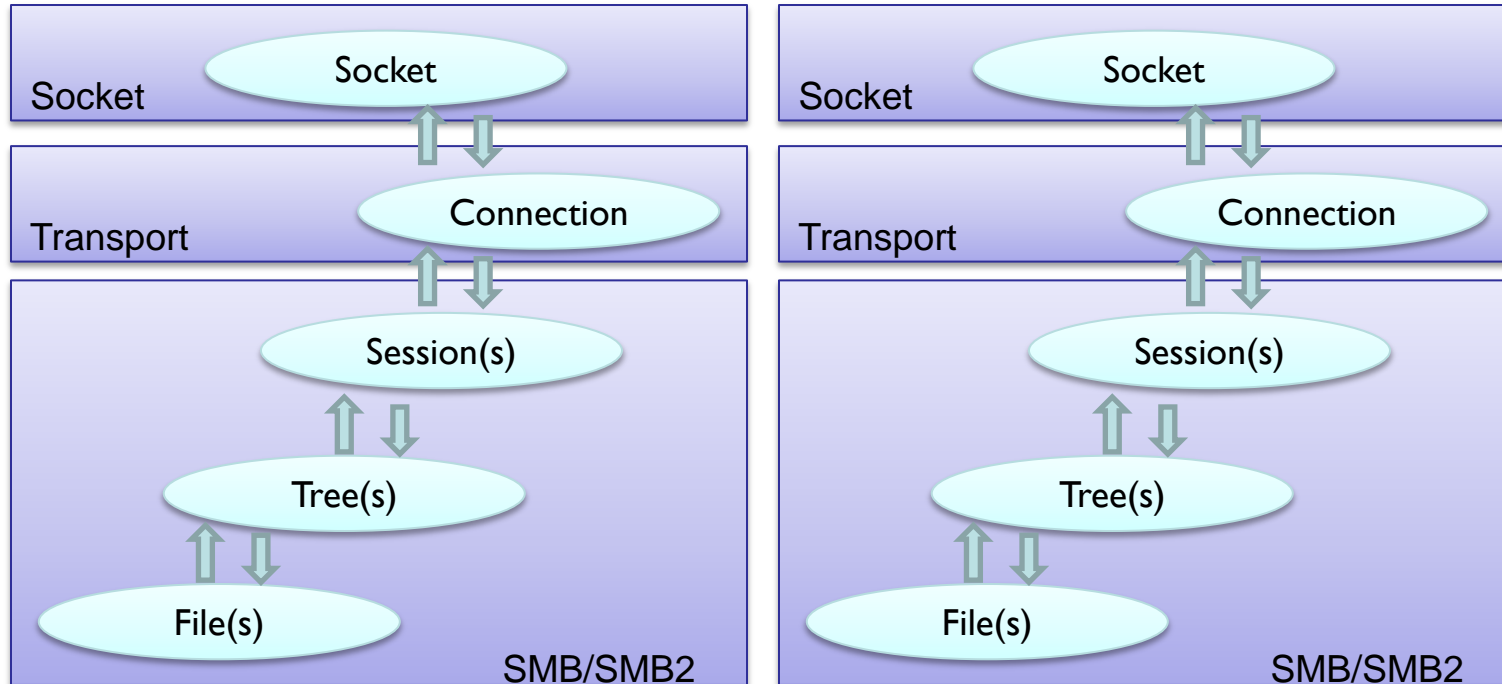 Socket
Socket
Connection
Transport
Session(s)
Tree(s)
File(s)
SMB/SMB2
Socket
Socket
Connection
Transport
Session(s)
Tree(s)
File(s)
SMB/SMB2